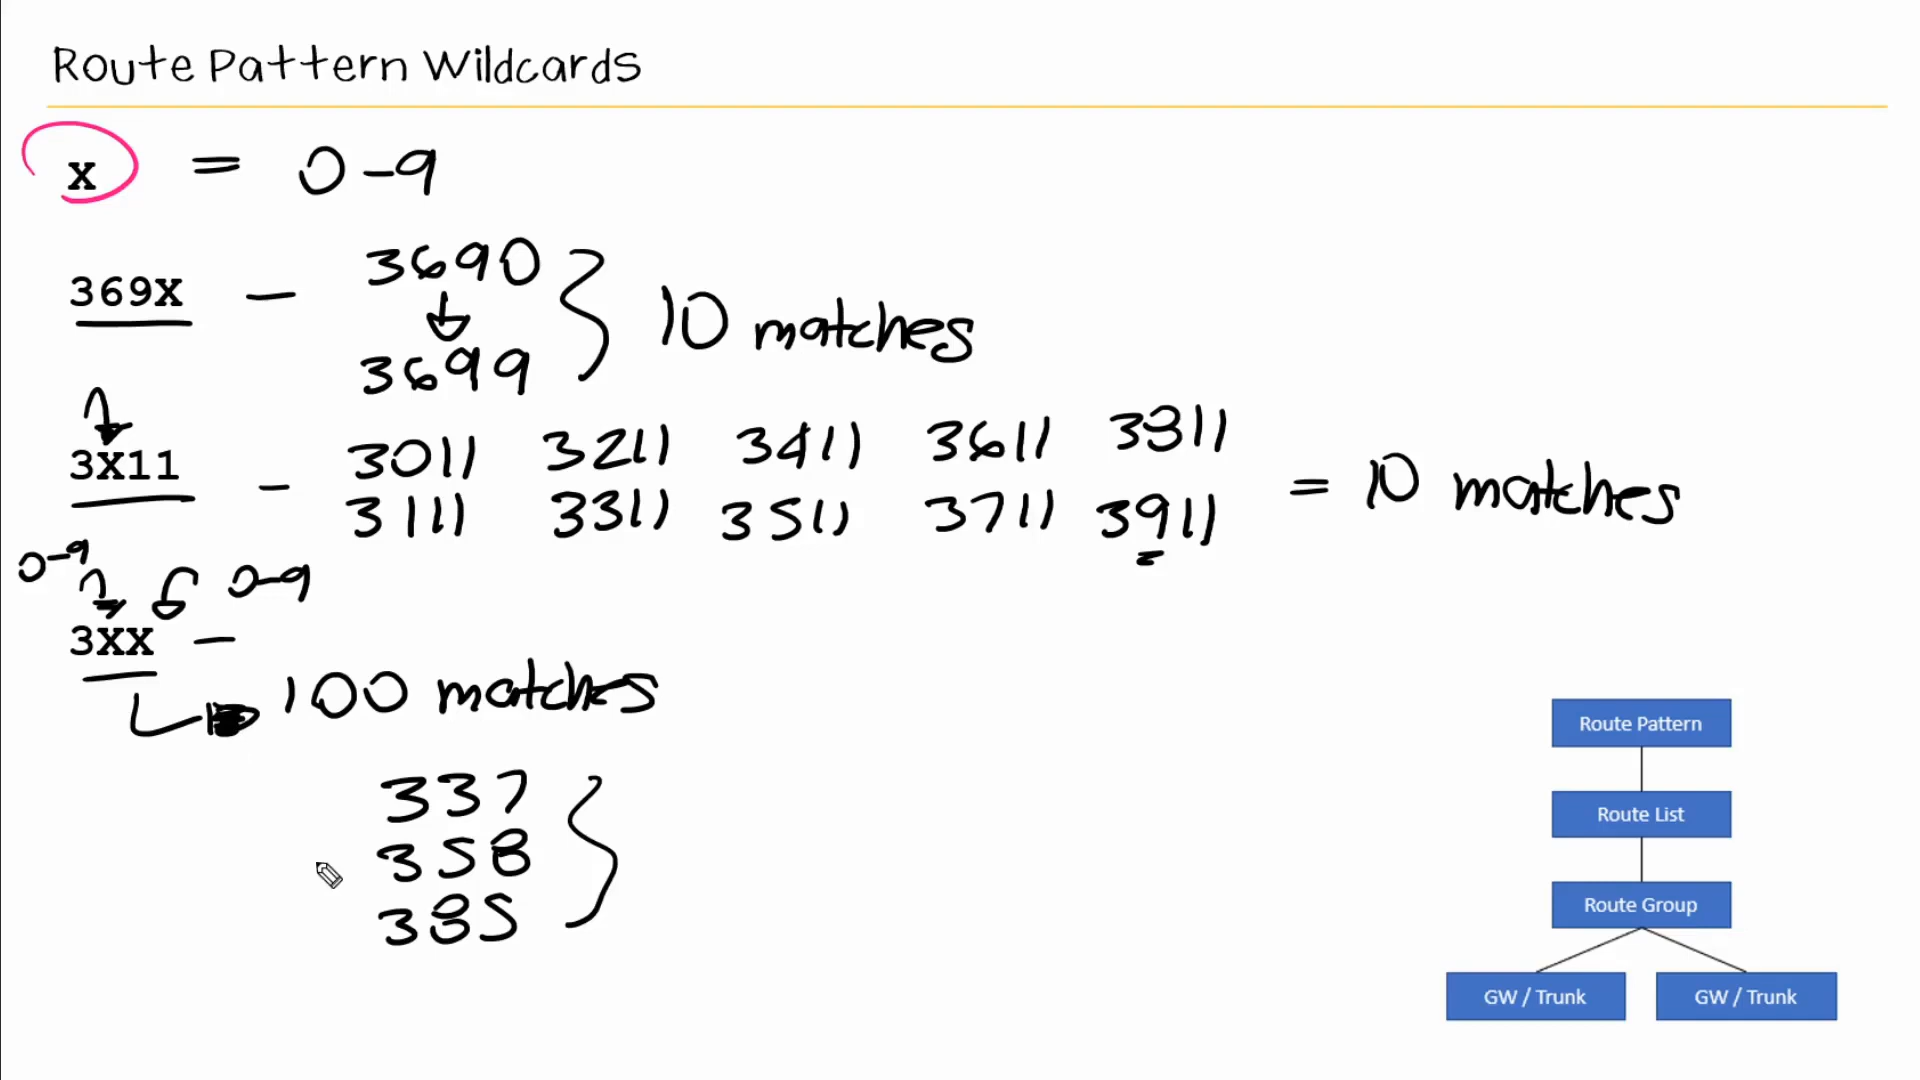 Route Pattern Wildcards
x = 0-9
369X - 3690
3699
10 matches
3X11 - 3011 3211 3411 3611 3811
3111 3311 3511 3711 3911
= 10 matches
0-9 0-9
3XX -
100 matches
337
358
385
Route Pattern
Route List
Route Group
GW / Trunk GW / Trunk